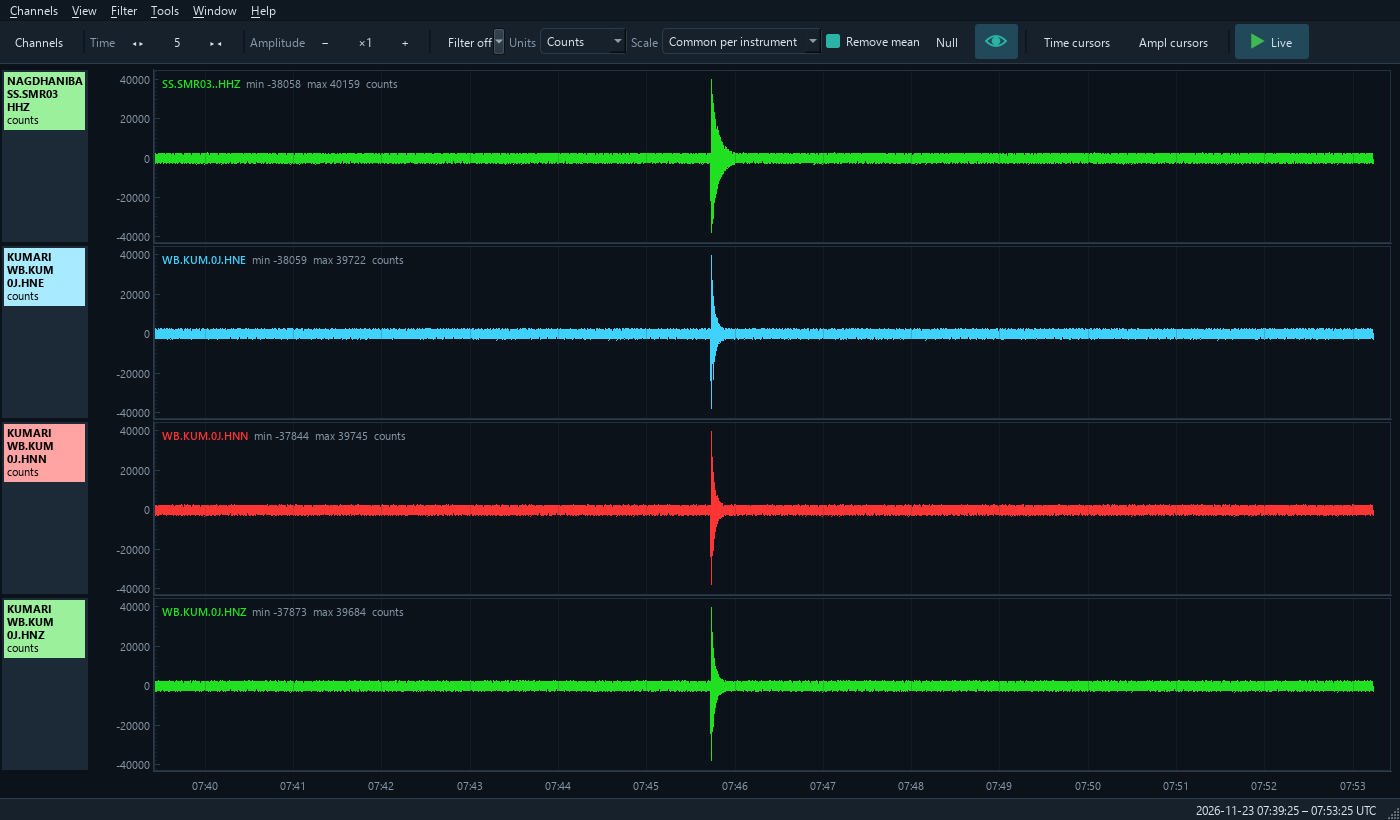 Channels View Filter Tools Window Help
Channels Time 5 Amplitude − ×1 + Filter off Units Counts Scale Common per instrument Remove mean Null Time cursors Ampl cursors Live
NAGDHANIBA
SS.SMR03
HHZ
counts
SS.SMR03..HHZ min -38058 max 40159 counts
40000
20000
0
-20000
-40000
KUMARI
WB.KUM
0J.HNE
counts
WB.KUM.0J.HNE min -38059 max 39722 counts
40000
20000
0
-20000
-40000
KUMARI
WB.KUM
0J.HNN
counts
WB.KUM.0J.HNN min -37844 max 39745 counts
40000
20000
0
-20000
-40000
KUMARI
WB.KUM
0J.HNZ
counts
WB.KUM.0J.HNZ min -37873 max 39684 counts
40000
20000
0
-20000
-40000
07:40 07:41 07:42 07:43 07:44 07:45 07:46 07:47 07:48 07:49 07:50 07:51 07:52 07:53
2026-11-23 07:39:25 – 07:53:25 UTC